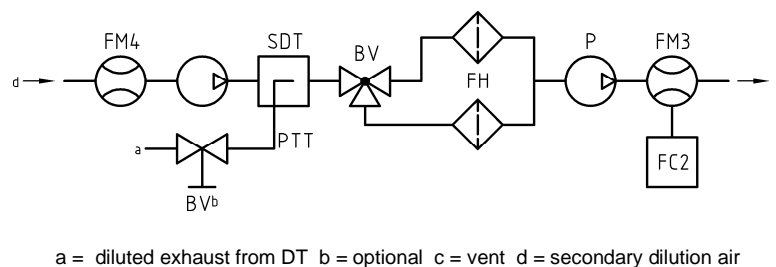 FM4
SDT
BV
P
FM3
d
FH
a
PTT
FC2
BVᵇ
a = diluted exhaust from DT b = optional c = vent d = secondary dilution air